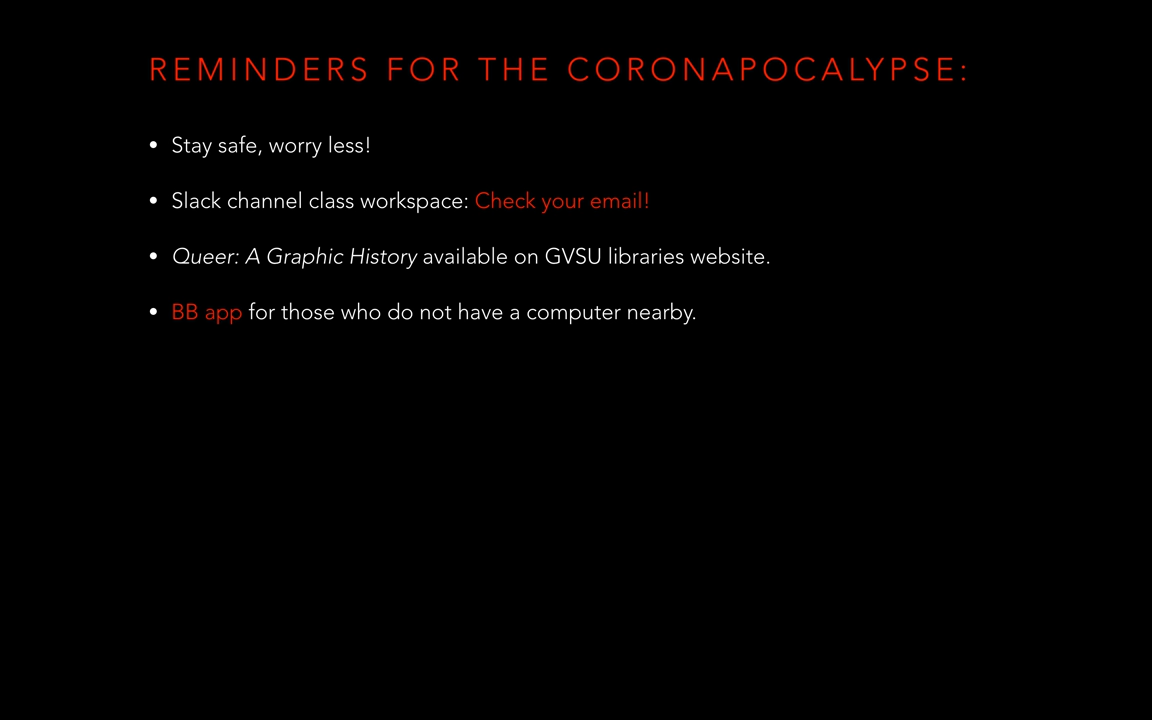 REMINDERS FOR THE CORONAPOCALYPSE:
• Stay safe, worry less!
• Slack channel class workspace: Check your email!
• Queer: A Graphic History available on GVSU libraries website.
• BB app for those who do not have a computer nearby.